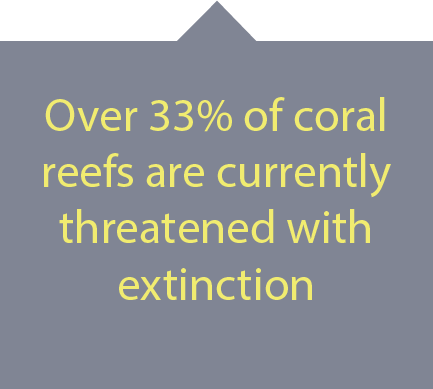 Over 33% of coral
reefs are currently
threatened with
extinction